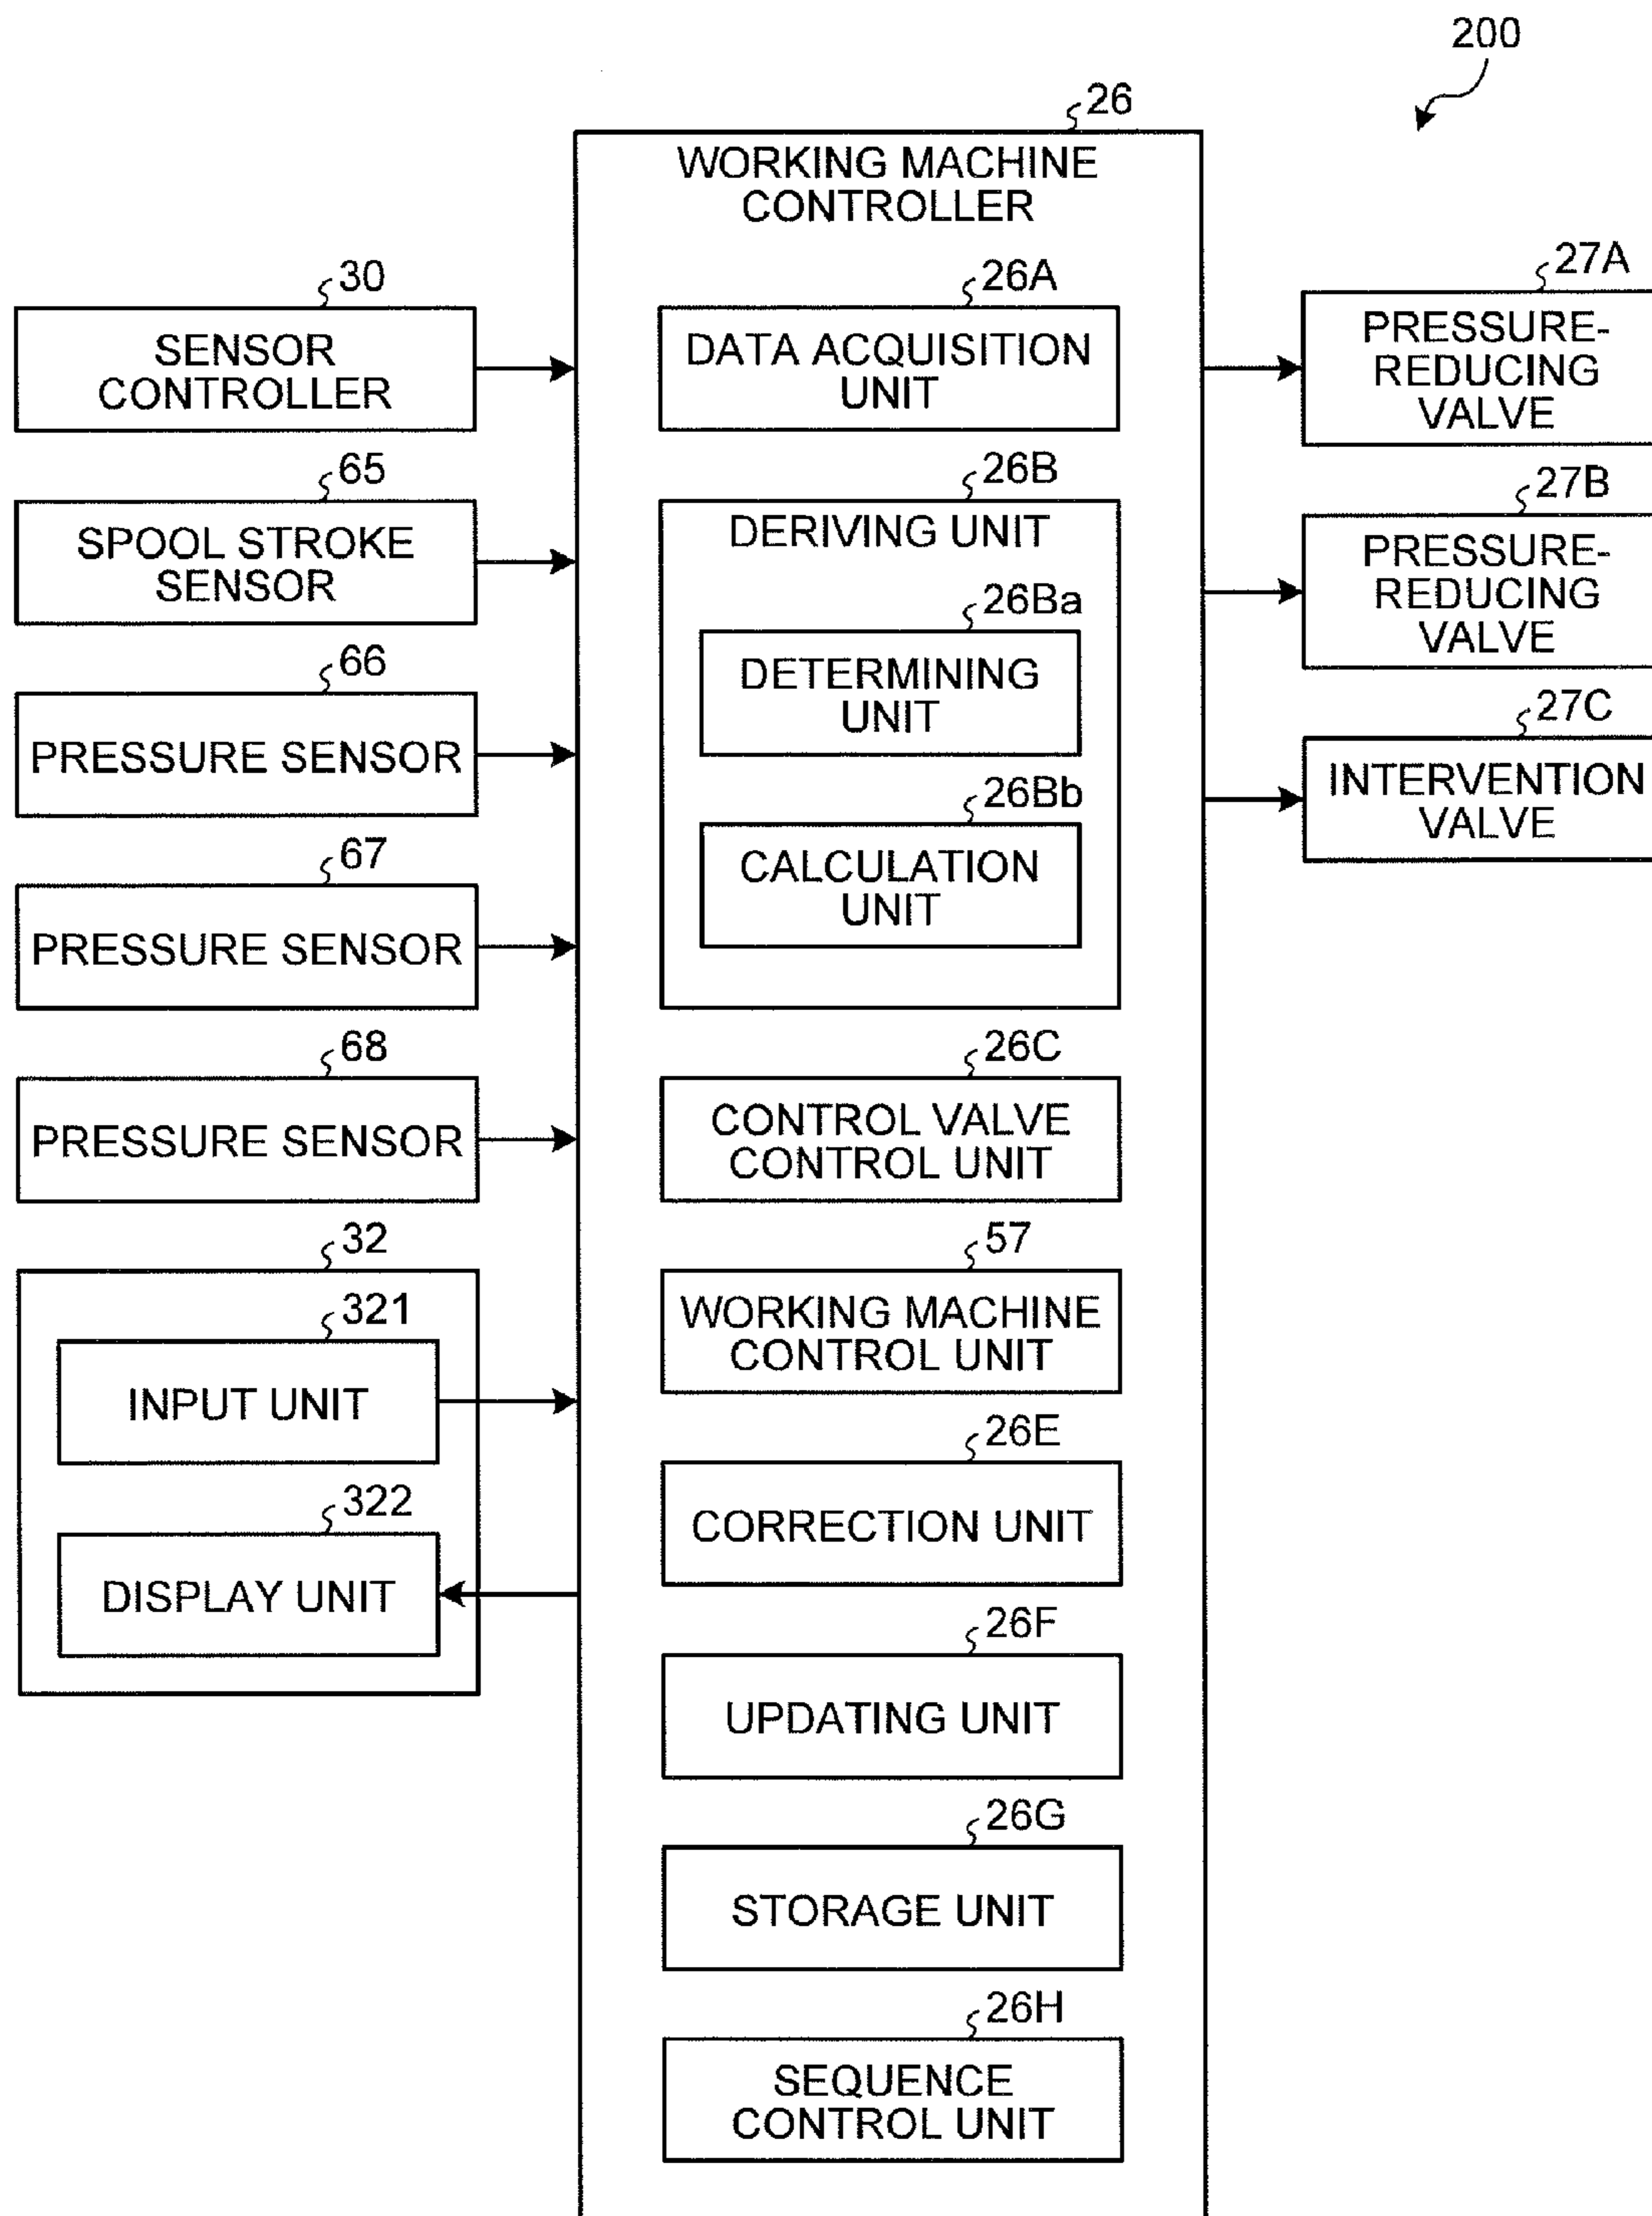 200
26
WORKING MACHINE
CONTROLLER
30
SENSOR
CONTROLLER
65
SPOOL STROKE
SENSOR
66
PRESSURE SENSOR
67
PRESSURE SENSOR
68
PRESSURE SENSOR
32
321
INPUT UNIT
322
DISPLAY UNIT
26A
DATA ACQUISITION
UNIT
26B
DERIVING UNIT
26Ba
DETERMINING
UNIT
26Bb
CALCULATION
UNIT
26C
CONTROL VALVE
CONTROL UNIT
57
WORKING MACHINE
CONTROL UNIT
26E
CORRECTION UNIT
26F
UPDATING UNIT
26G
STORAGE UNIT
26H
SEQUENCE
CONTROL UNIT
27A
PRESSURE-
REDUCING
VALVE
27B
PRESSURE-
REDUCING
VALVE
27C
INTERVENTION
VALVE